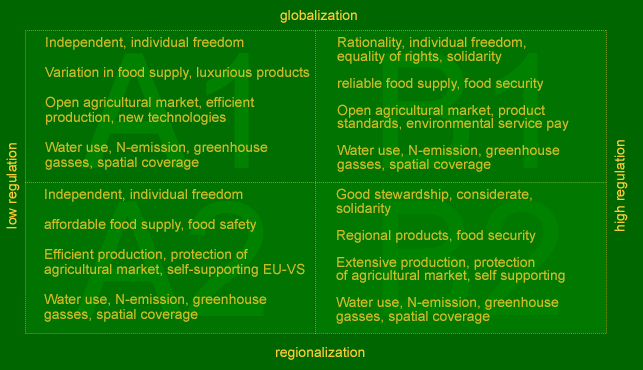 globalization
A1
Independent, individual freedom
Variation in food supply, luxurious products
Open agricultural market, efficient
production, new technologies
Water use, N-emission, greenhouse
gasses, spatial coverage
B1
Rationality, individual freedom,
equality of rights, solidarity
reliable food supply, food security
Open agricultural market, product
standards, environmental service pay
Water use, N-emission, greenhouse
gasses, spatial coverage
low regulation
high regulation
A2
Independent, individual freedom
affordable food supply, food safety
Efficient production, protection of
agricultural market, self-supporting EU-VS
Water use, N-emission, greenhouse
gasses, spatial coverage
B2
Good stewardship, considerate,
solidarity
Regional products, food security
Extensive production, protection
of agricultural market, self supporting
Water use, N-emission, greenhouse
gasses, spatial coverage
regionalization